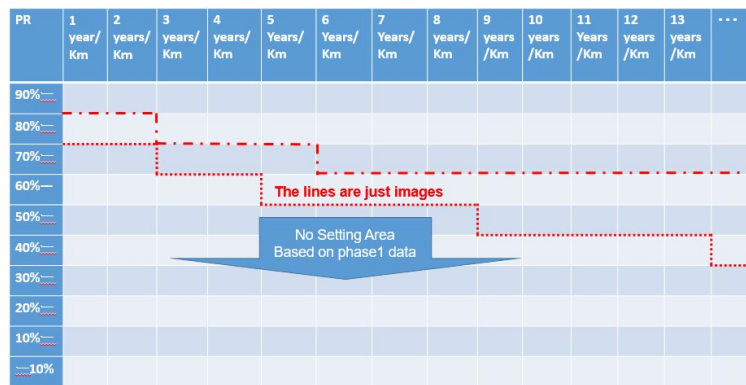 PR
1 year/ Km
2 years/ Km
3 years/ Km
4 years/ Km
5 Years/ Km
6 Years/ Km
7 Years/ Km
8 years/ Km
9 years /Km
10 years /Km
11 Years /Km
12 years /Km
13 years /Km
・・・
90%―
80%―
70%―
60%―
The lines are just images
50%―
No Setting Area
Based on phase1 data
40%―
30%―
20%―
10%―
―10%